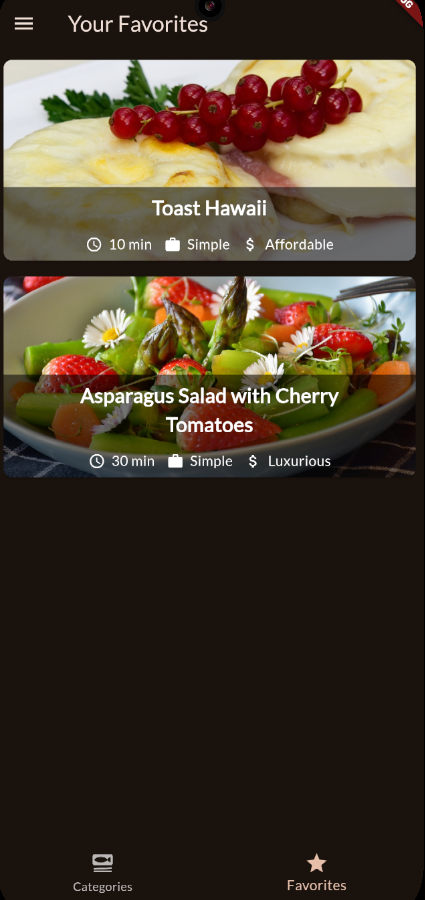 Your Favorites
Toast Hawaii
10 min Simple $ Affordable
Asparagus Salad with Cherry
Tomatoes
30 min Simple $ Luxurious
Categories
Favorites